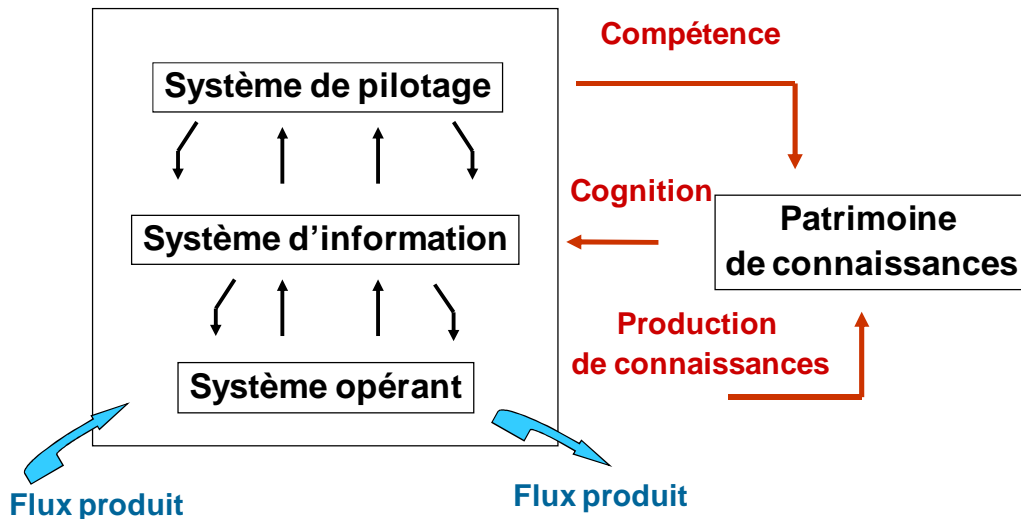 Compétence
Système de pilotage
Cognition
Système d’information
Patrimoine
de connaissances
Production
de connaissances
Système opérant
Flux produit
Flux produit